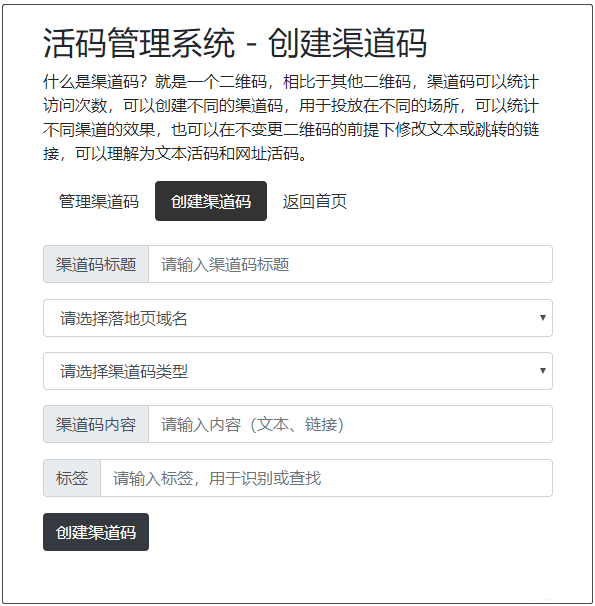 活码管理系统 - 创建渠道码
什么是渠道码？就是一个二维码，相比于其他二维码，渠道码可以统计
访问次数，可以创建不同的渠道码，用于投放在不同的场所，可以统计
不同渠道的效果，也可以在不变更二维码的前提下修改文本或跳转的链
接，可以理解为文本活码和网址活码。
管理渠道码 创建渠道码 返回首页
渠道码标题 请输入渠道码标题
请选择落地页域名
请选择渠道码类型
渠道码内容 请输入内容（文本、链接）
标签 请输入标签，用于识别或查找
创建渠道码